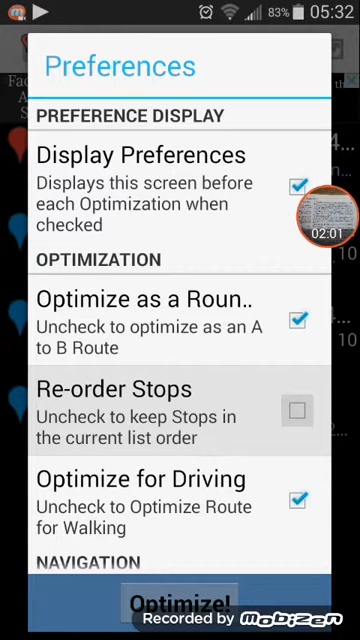 83% 05:32
Preferences
PREFERENCE DISPLAY
Display Preferences
Displays this screen before
each Optimization when
checked
02:01
OPTIMIZATION
Optimize as a Roun..
Uncheck to optimize as an A
to B Route
Re-order Stops
Uncheck to keep Stops in
the current list order
Optimize for Driving
Uncheck to Optimize Route
for Walking
NAVIGATION
Optimize!
Recorded by Mobizen